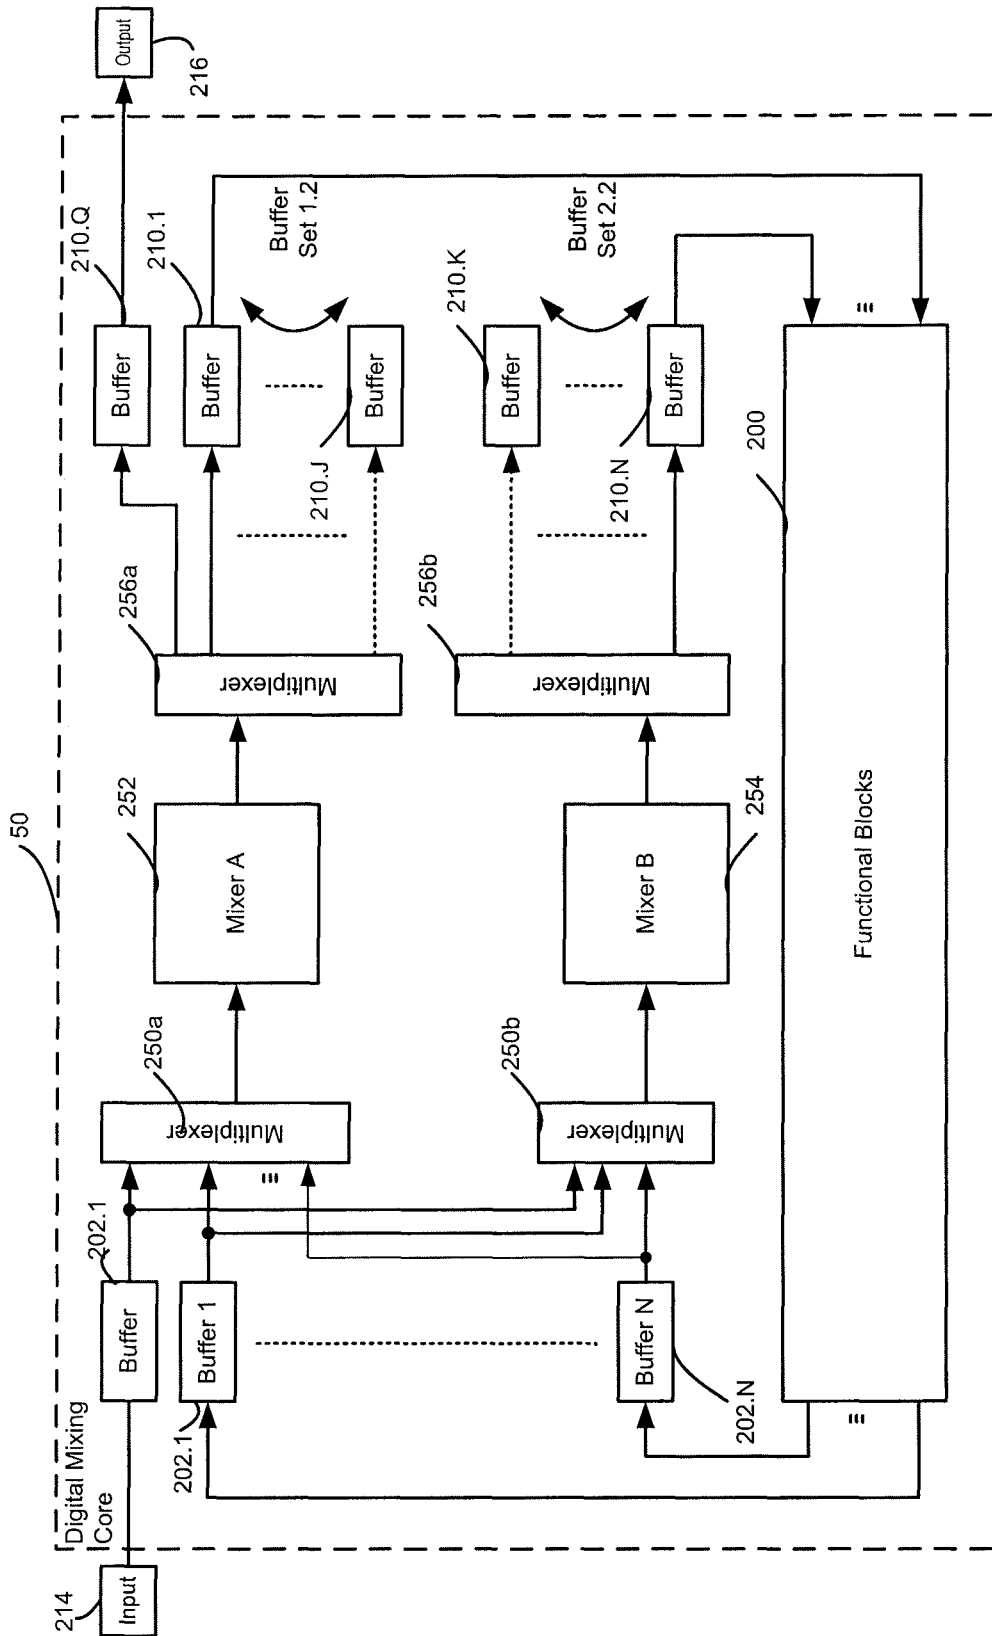 50
Digital Mixing
Core
214
Input
202.1
Buffer
202.1
Buffer 1
Buffer N
202.N
250a
Multiplexer
250b
Multiplexer
252
Mixer A
Mixer B
254
256a
Multiplexer
256b
Multiplexer
210.Q
Buffer
210.1
Buffer
210.J
Buffer
Buffer
Set 1.2
210.K
Buffer
210.N
Buffer
Buffer
Set 2.2
Output
216
200
Functional Blocks